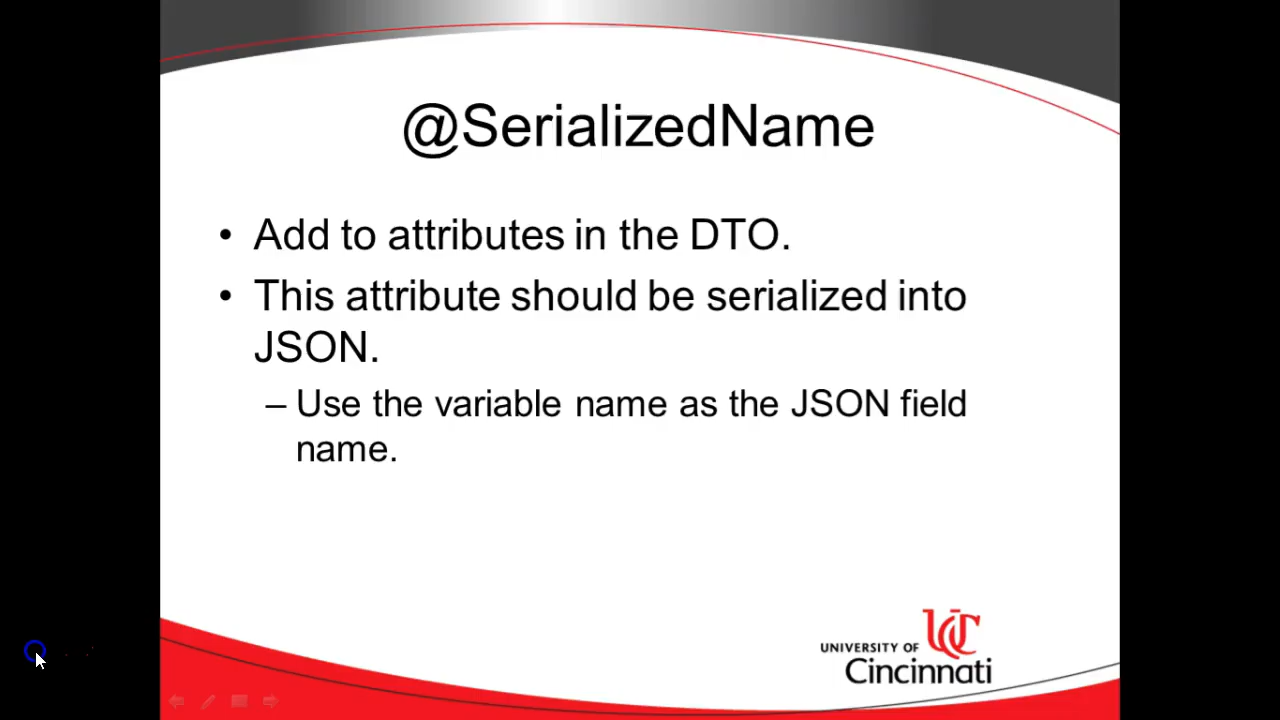 @SerializedName
• Add to attributes in the DTO.
• This attribute should be serialized into
JSON.
– Use the variable name as the JSON field
name.
UC
UNIVERSITY OF
Cincinnati